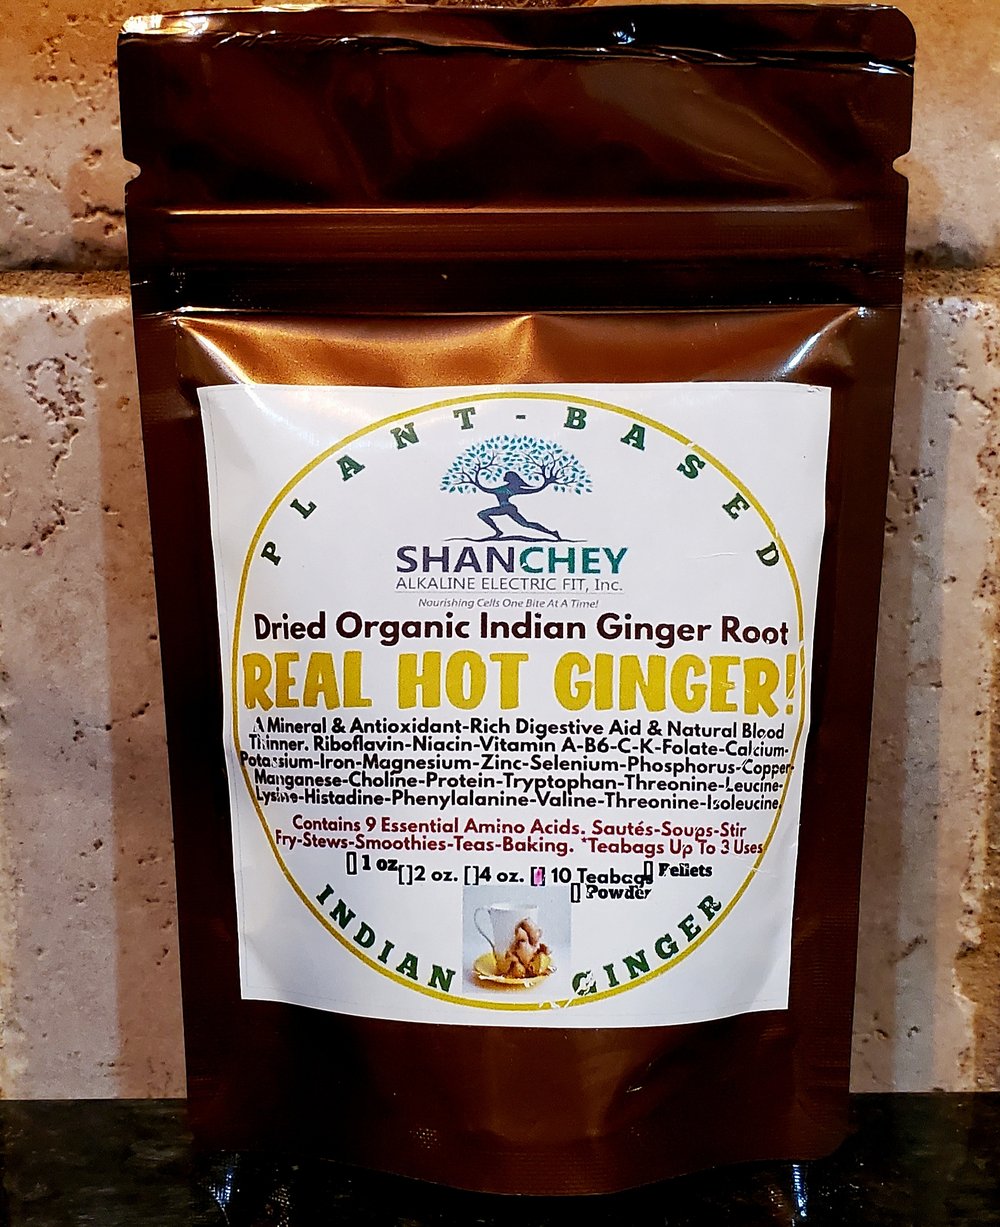 PLANT-BASED
SHANCHEY
ALKALINE ELECTRIC FIT, Inc.
Nourishing Cells One Bite At A Time!
Dried Organic Indian Ginger Root
REAL HOT GINGER!
A Mineral & Antioxidant-Rich Digestive Aid & Natural Blood
Thinner. Riboflavin-Niacin-Vitamin A-B6-C-K-Folate-Calcium-
Potassium-Iron-Magnesium-Zinc-Selenium-Phosphorus-Copper-
Manganese-Choline-Protein-Tryptophan-Threonine-Leucine-
Lysine-Histadine-Phenylalanine-Valine-Threonine-Isoleucine.
Contains 9 Essential Amino Acids. Sautés-Soups-Stir
Fry-Stews-Smoothies-Teas-Baking. *Teabags Up To 3 Uses
[] 1 oz [] 2 oz. [] 4 oz. [] 10 Teabags [] Pellets
[] Powder
INDIAN GINGER